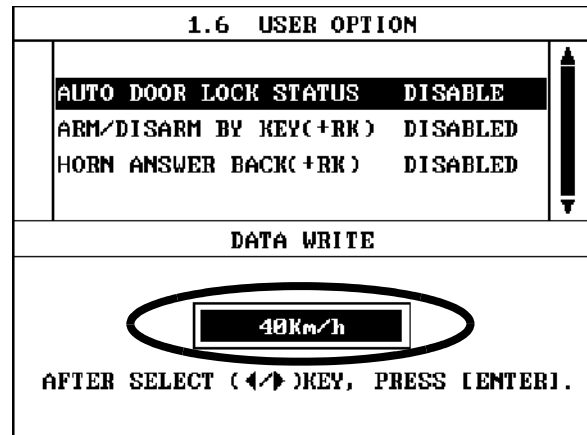 1.6 USER OPTION
AUTO DOOR LOCK STATUS DISABLE
ARM/DISARM BY KEY(+RK) DISABLED
HORN ANSWER BACK(+RK) DISABLED
DATA WRITE
40Km/h
AFTER SELECT (◀/▶)KEY, PRESS [ENTER].